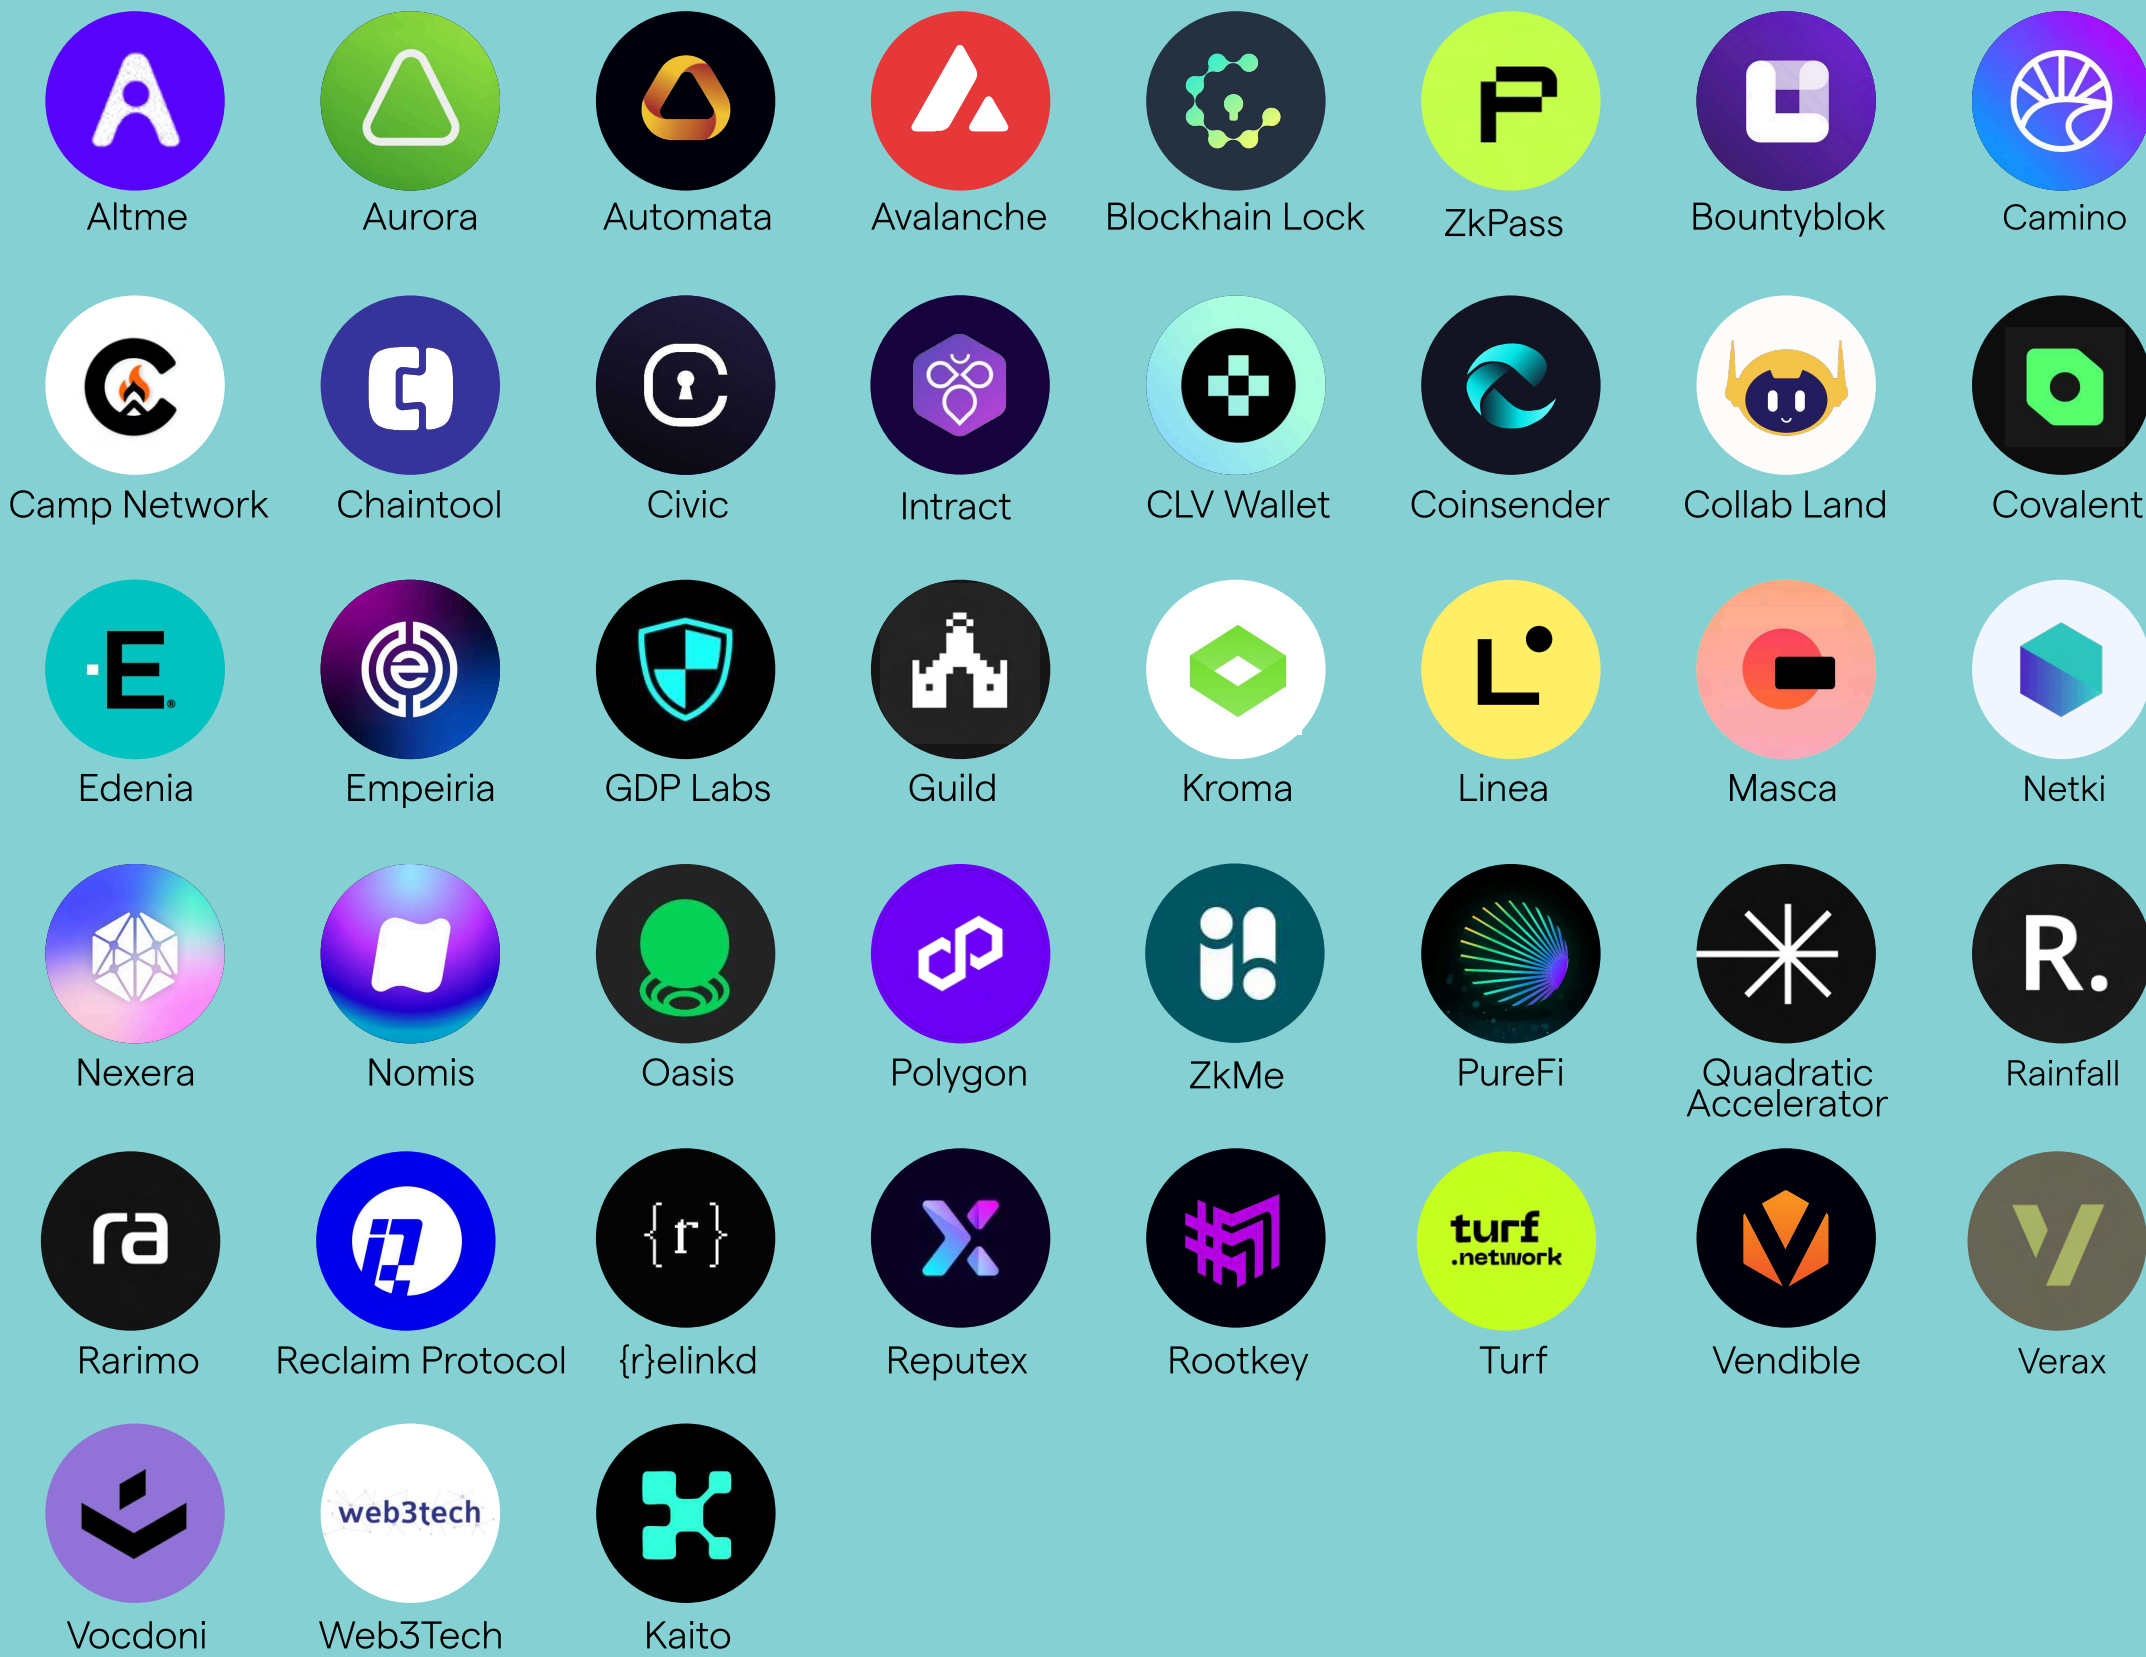 Altme
Aurora
Automata
Avalanche
Blockhain Lock
ZkPass
Bountyblok
Camino
Camp Network
Chaintool
Civic
Intract
CLV Wallet
Coinsender
Collab Land
Covalent
·E®
Edenia
e
Empeiria
GDP Labs
Guild
Kroma
L
Linea
Masca
Netki
Nexera
Nomis
Oasis
Polygon
ZkMe
PureFi
Quadratic
Accelerator
R.
Rainfall
ra
Rarimo
Reclaim Protocol
{r}
{r}elinkd
Reputex
Rootkey
turf
.network
Turf
Vendible
Verax
Vocdoni
web3tech
Web3Tech
Kaito